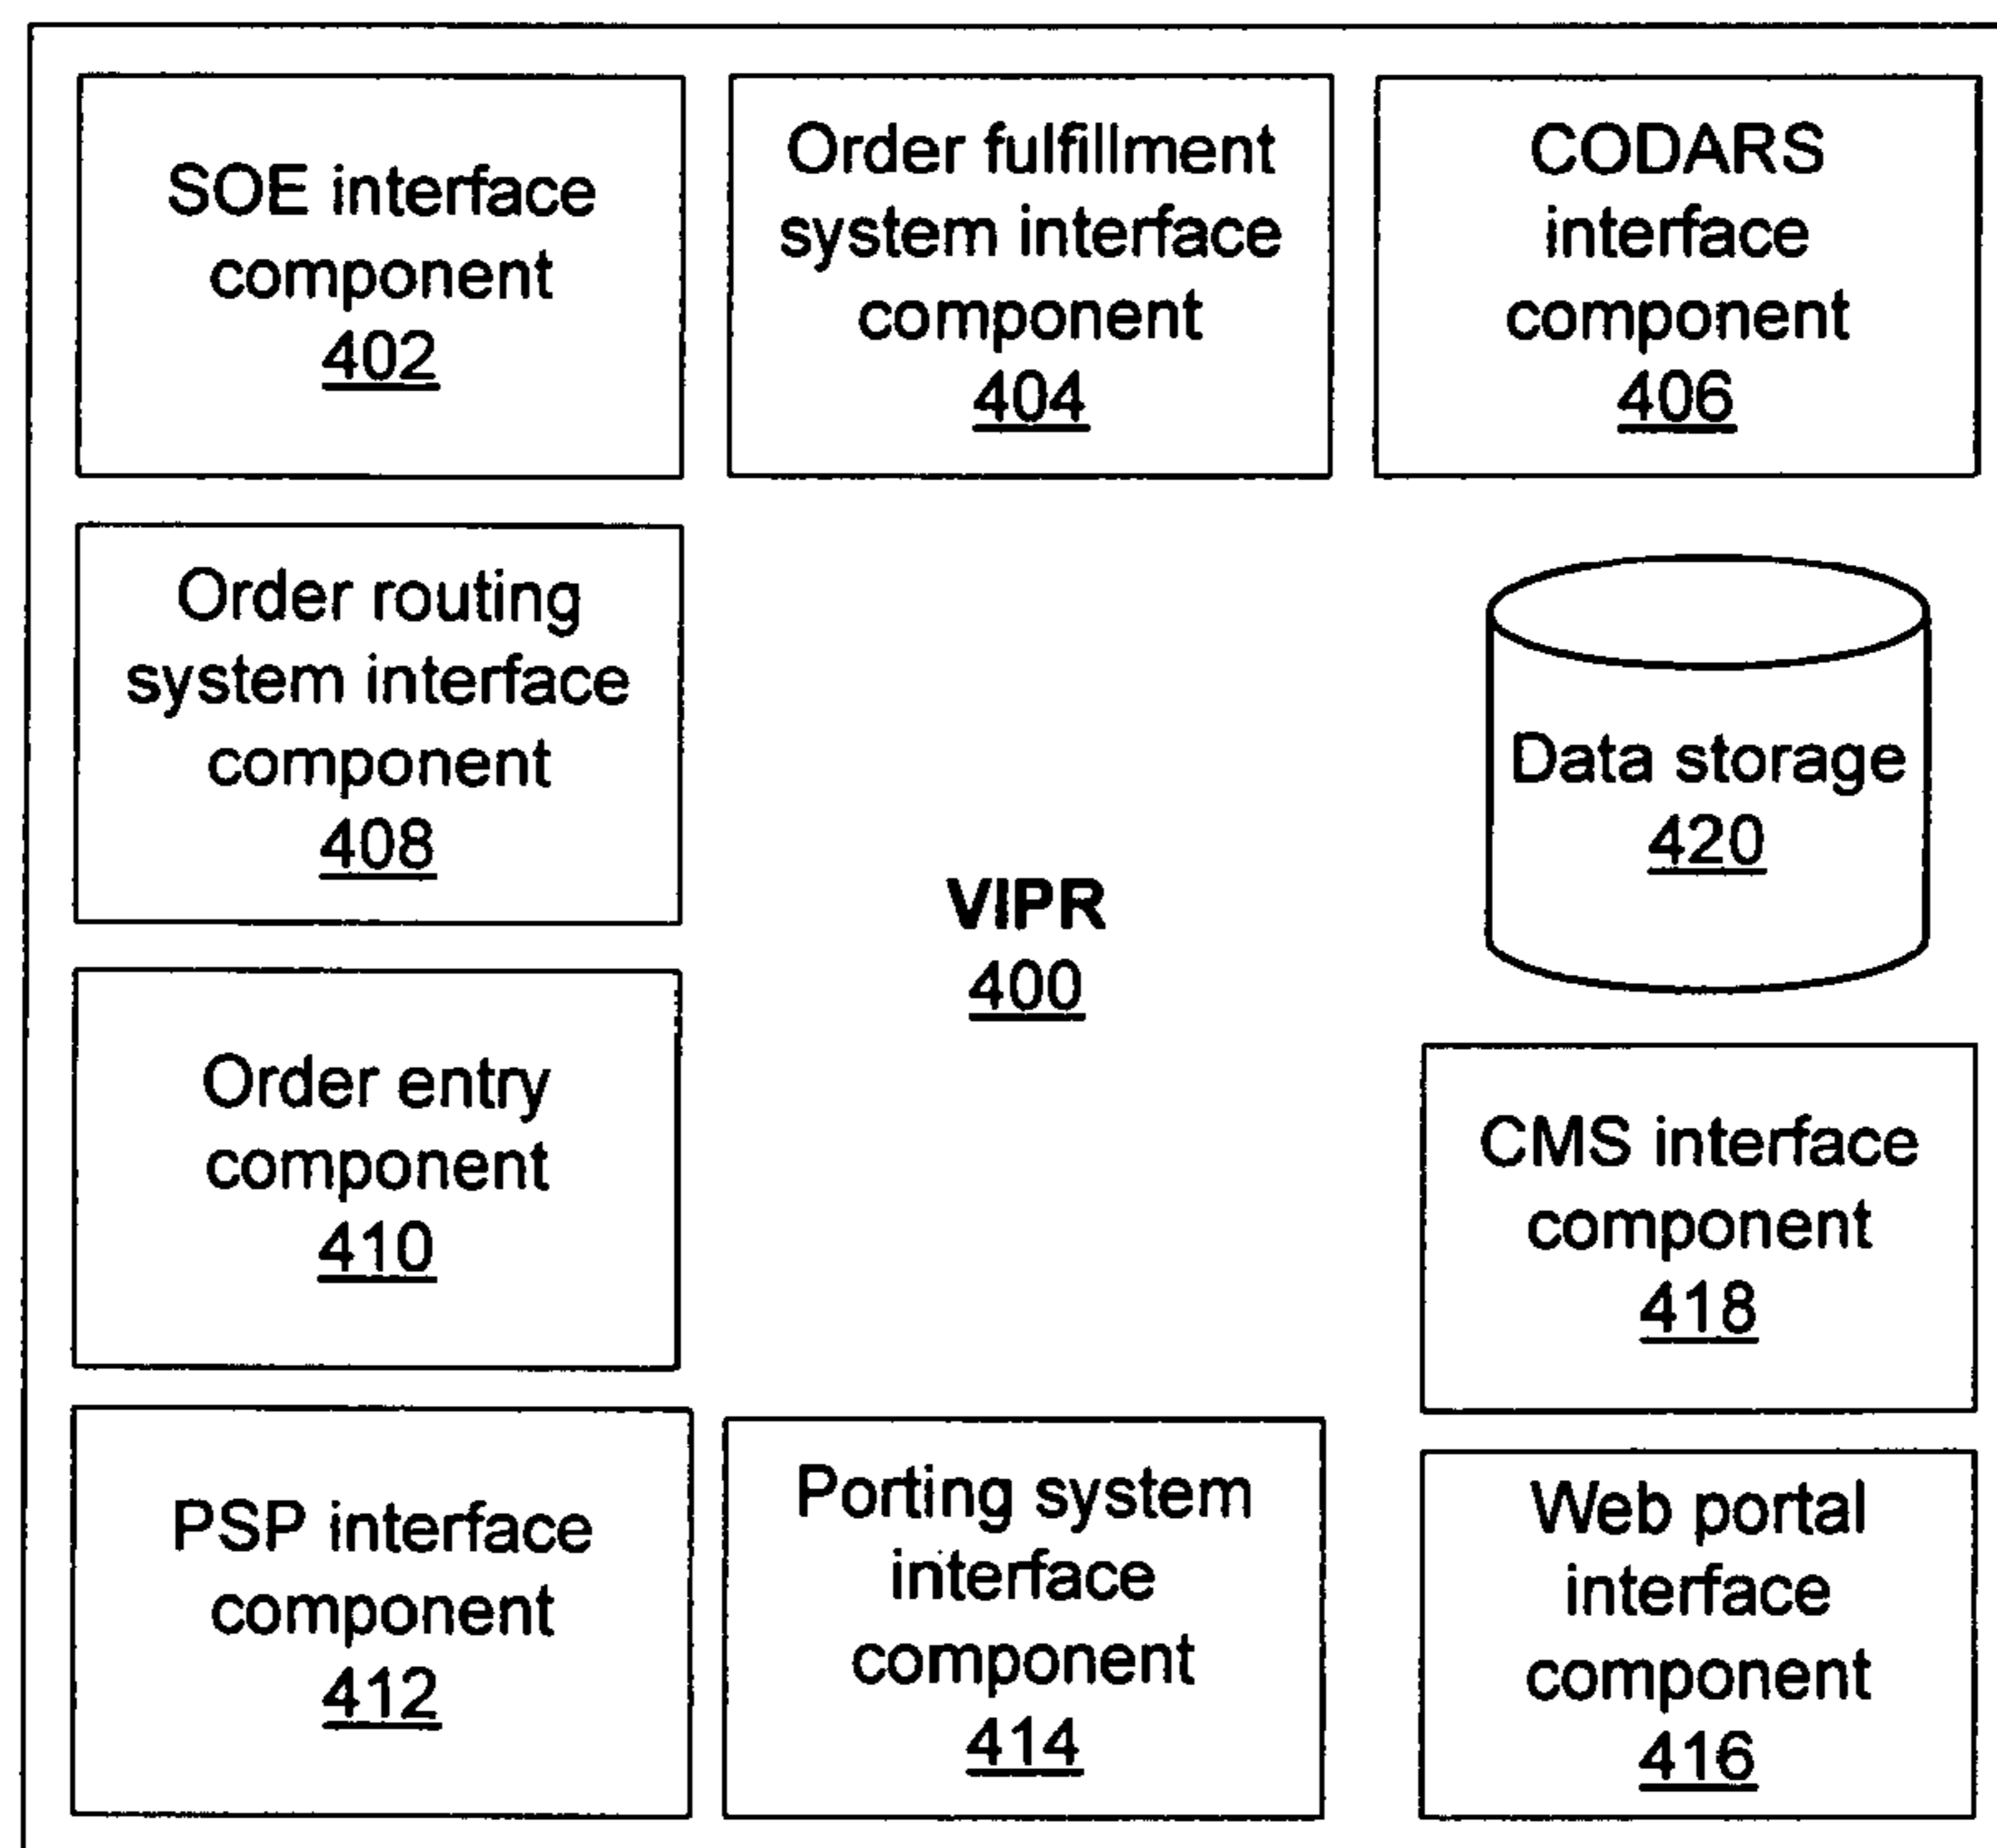 SOE interface
component
402
Order fulfillment
system interface
component
404
CODARS
interface
component
406
Order routing
system interface
component
408
Data storage
420
VIPR
400
Order entry
component
410
CMS interface
component
418
PSP interface
component
412
Porting system
interface
component
414
Web portal
interface
component
416